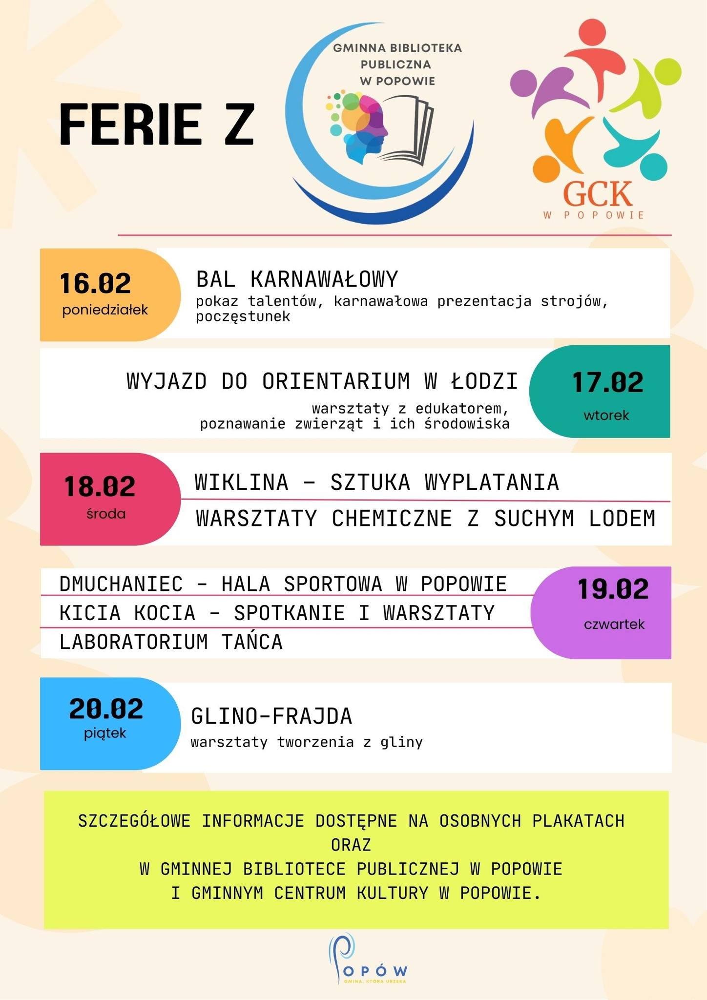 FERIE Z
GMINNA BIBLIOTEKA
PUBLICZNA
W POPOWIE
GCK
W POPOWIE
16.02
poniedziałek
BAL KARNAWAŁOWY
pokaz talentów, karnawałowa prezentacja strojów,
poczęstunek
WYJAZD DO ORIENTARIUM W ŁODZI
warsztaty z edukatorem,
poznawanie zwierząt i ich środowiska
17.02
wtorek
18.02
środa
WIKLINA – SZTUKA WYPLATANIA
WARSZTATY CHEMICZNE Z SUCHYM LODEM
DMUCHANIEC - HALA SPORTOWA W POPOWIE
KICIA KOCIA - SPOTKANIE I WARSZTATY
LABORATORIUM TAŃCA
19.02
czwartek
20.02
piątek
GLINO-FRAJDA
warsztaty tworzenia z gliny
SZCZEGÓŁOWE INFORMACJE DOSTĘPNE NA OSOBNYCH PLAKATACH
ORAZ
W GMINNEJ BIBLIOTECE PUBLICZNEJ W POPOWIE
I GMINNYM CENTRUM KULTURY W POPOWIE.
POPÓW
GMINA, KTÓRA URZEKA